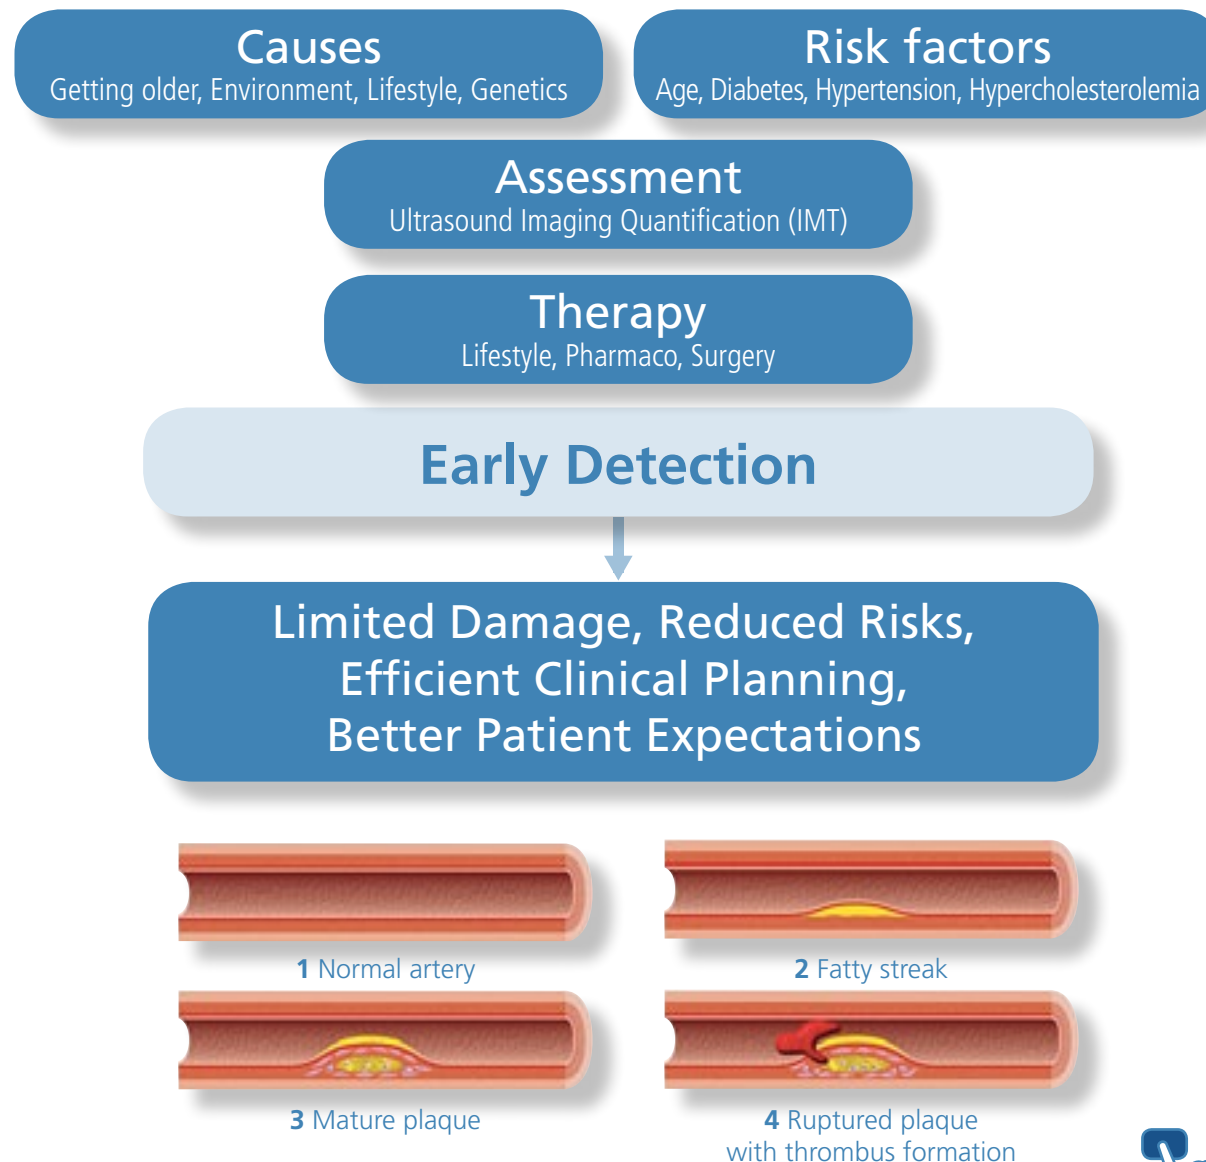 Causes
Getting older, Environment, Lifestyle, Genetics
Risk factors
Age, Diabetes, Hypertension, Hypercholesterolemia
Assessment
Ultrasound Imaging Quantification (IMT)
Therapy
Lifestyle, Pharmaco, Surgery
Early Detection
Limited Damage, Reduced Risks,
Efficient Clinical Planning,
Better Patient Expectations
1 Normal artery
2 Fatty streak
3 Mature plaque
4 Ruptured plaque
with thrombus formation